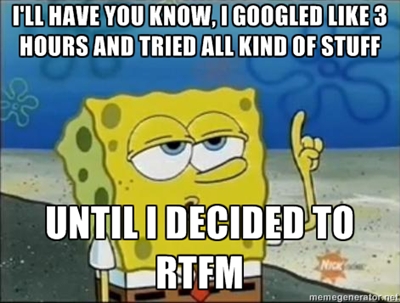 I'LL HAVE YOU KNOW, I GOOGLED LIKE 3
HOURS AND TRIED ALL KIND OF STUFF
UNTIL I DECIDED TO
RTFM
NICK
memegenerator.net